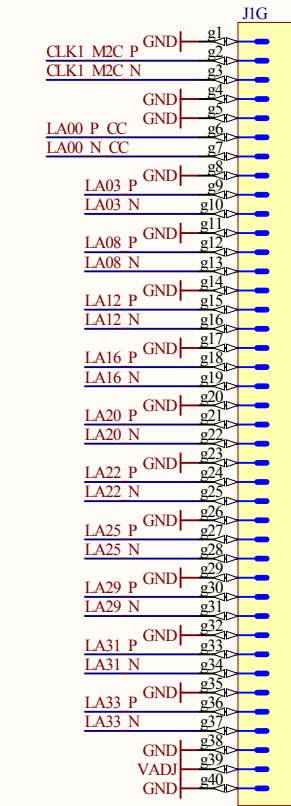 J1G
GND g1
CLK1_M2C_P g2
CLK1_M2C_N g3
GND g4
GND g5
LA00_P_CC g6
LA00_N_CC g7
GND g8
LA03_P g9
LA03_N g10
GND g11
LA08_P g12
LA08_N g13
GND g14
LA12_P g15
LA12_N g16
GND g17
LA16_P g18
LA16_N g19
GND g20
LA20_P g21
LA20_N g22
GND g23
LA22_P g24
LA22_N g25
GND g26
LA25_P g27
LA25_N g28
GND g29
LA29_P g30
LA29_N g31
GND g32
LA31_P g33
LA31_N g34
GND g35
LA33_P g36
LA33_N g37
GND g38
VADJ g39
GND g40